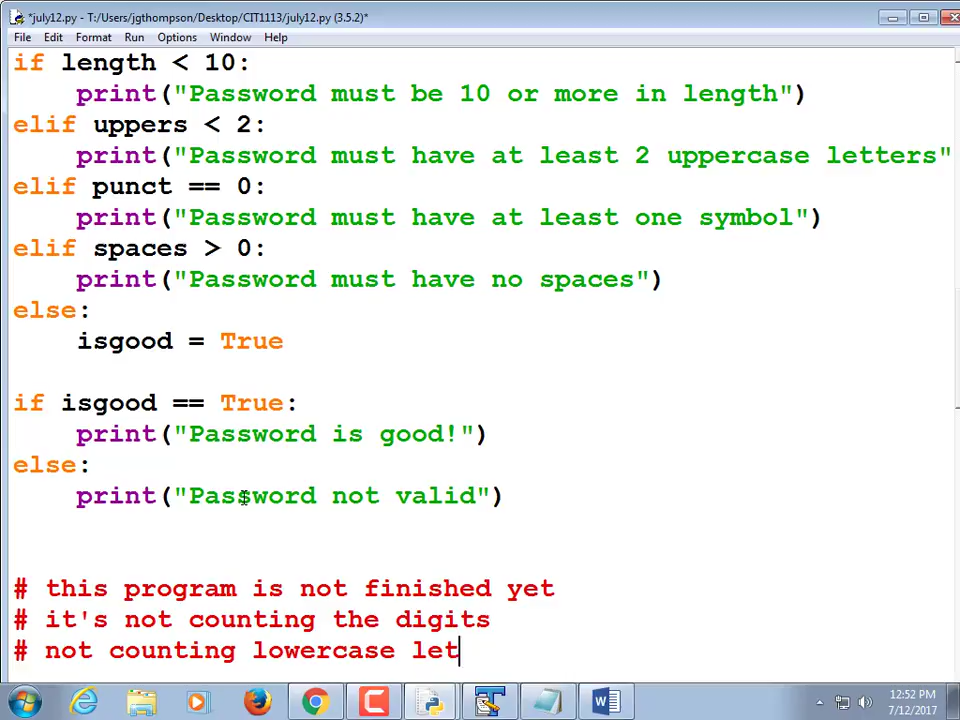 *july12.py - T:/Users/jgthompson/Desktop/CIT1113/july12.py (3.5.2)*
File Edit Format Run Options Window Help
if length < 10:
    print("Password must be 10 or more in length")
elif uppers < 2:
    print("Password must have at least 2 uppercase letters"
elif punct == 0:
    print("Password must have at least one symbol")
elif spaces > 0:
    print("Password must have no spaces")
else:
    isgood = True
if isgood == True:
    print("Password is good!")
else:
    print("Password not valid")
# this program is not finished yet
# it's not counting the digits
# not counting lowercase let
12:52 PM
7/12/2017